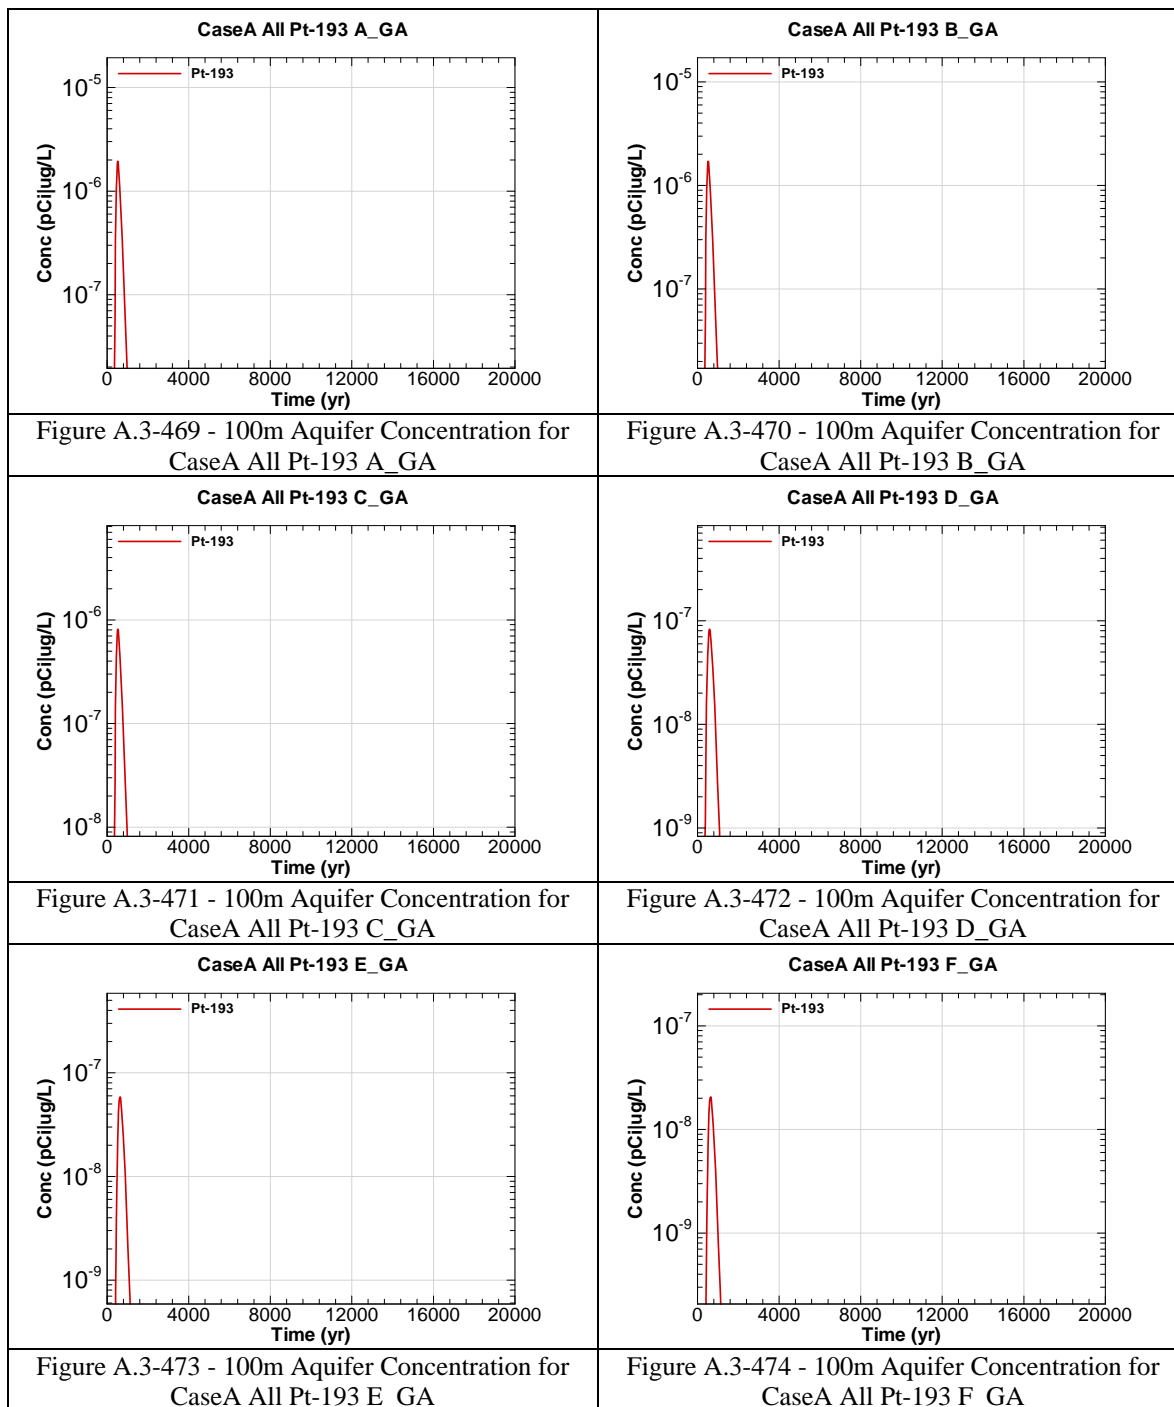 CaseA All Pt-193 A_GA
Pt-193
10^-5
10^-6
10^-7
Conc (pCi|ug/L)
0 4000 8000 12000 16000 20000
Time (yr)
Figure A.3-469 - 100m Aquifer Concentration for
CaseA All Pt-193 A_GA
CaseA All Pt-193 B_GA
Pt-193
10^-5
10^-6
10^-7
Conc (pCi|ug/L)
0 4000 8000 12000 16000 20000
Time (yr)
Figure A.3-470 - 100m Aquifer Concentration for
CaseA All Pt-193 B_GA
CaseA All Pt-193 C_GA
Pt-193
10^-6
10^-7
10^-8
Conc (pCi|ug/L)
0 4000 8000 12000 16000 20000
Time (yr)
Figure A.3-471 - 100m Aquifer Concentration for
CaseA All Pt-193 C_GA
CaseA All Pt-193 D_GA
Pt-193
10^-7
10^-8
10^-9
Conc (pCi|ug/L)
0 4000 8000 12000 16000 20000
Time (yr)
Figure A.3-472 - 100m Aquifer Concentration for
CaseA All Pt-193 D_GA
CaseA All Pt-193 E_GA
Pt-193
10^-7
10^-8
10^-9
Conc (pCi|ug/L)
0 4000 8000 12000 16000 20000
Time (yr)
Figure A.3-473 - 100m Aquifer Concentration for
CaseA All Pt-193 E_GA
CaseA All Pt-193 F_GA
Pt-193
10^-7
10^-8
10^-9
Conc (pCi|ug/L)
0 4000 8000 12000 16000 20000
Time (yr)
Figure A.3-474 - 100m Aquifer Concentration for
CaseA All Pt-193 F_GA